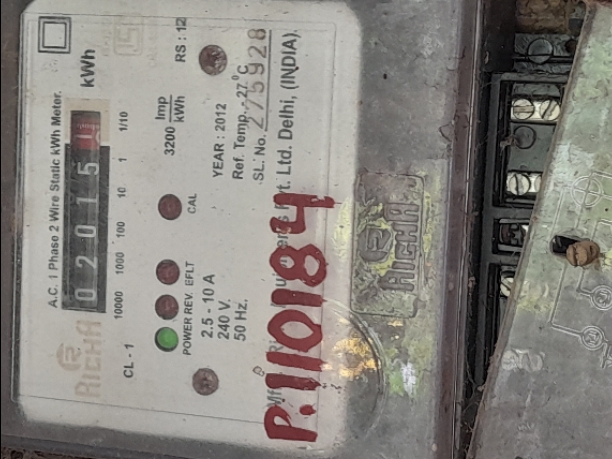 A.C. 1 Phase 2 Wire Static kWh Meter.
0 2 0 1 5
kWh
10000 1000 100 10 1 1/10
RICHA
CL - 1
3200 Imp/kWh
RS : 12
POWER REV. EFLT
CAL
2.5 - 10 A
240 V.
50 Hz.
YEAR : 2012
Ref. Temp. - 27°C
SL. No. 275928
Ltd. Delhi, (INDIA)
P.110184
RICHA